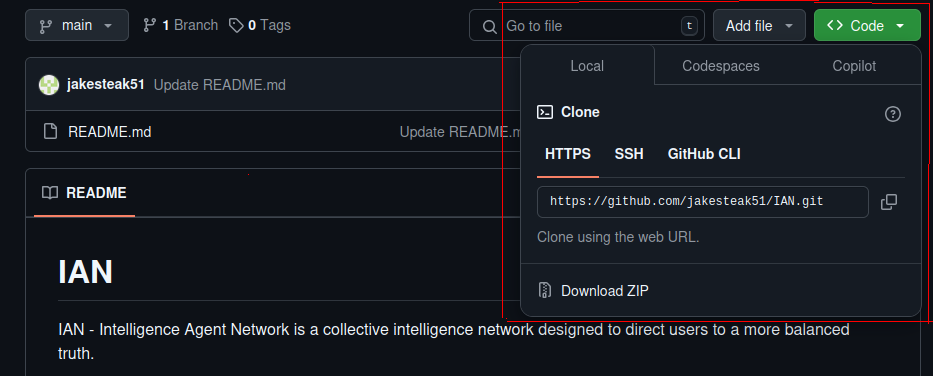 main 1 Branch 0 Tags Go to file t Add file Code
Local Codespaces Copilot
jakesteak51 Update README.md
Clone
README.md Update README.m
HTTPS SSH GitHub CLI
README
https://github.com/jakesteak51/IAN.git
Clone using the web URL.
IAN
Download ZIP
IAN - Intelligence Agent Network is a collective intelligence network designed to direct users to a more balanced
truth.